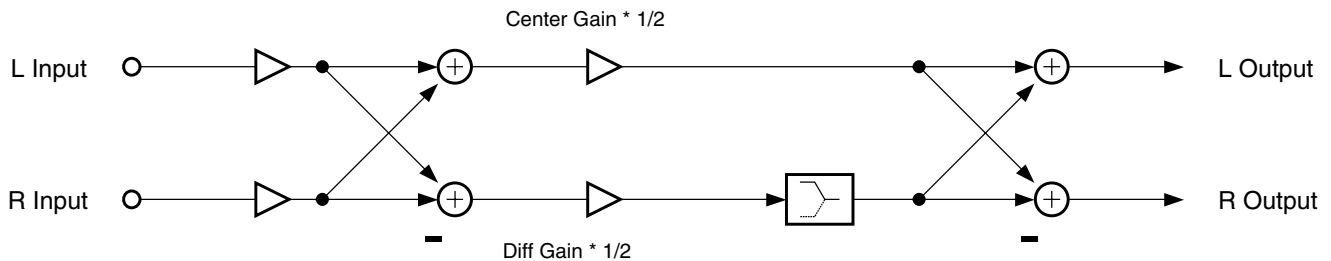 Center Gain * 1/2
L Input
+
+
L Output
R Input
+
+
R Output
-
-
Diff Gain * 1/2